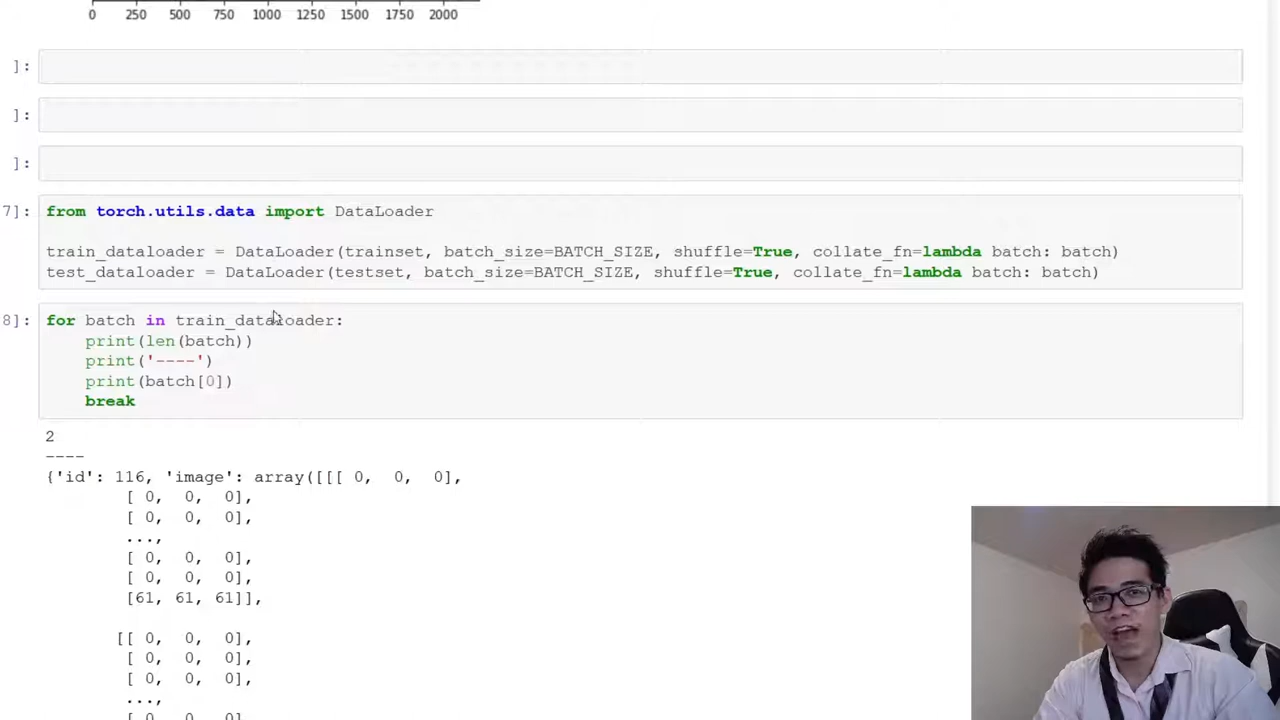 0 250 500 750 1000 1250 1500 1750 2000
]:
]:
]:
7]: from torch.utils.data import DataLoader
train_dataloader = DataLoader(trainset, batch_size=BATCH_SIZE, shuffle=True, collate_fn=lambda batch: batch)
test_dataloader = DataLoader(testset, batch_size=BATCH_SIZE, shuffle=True, collate_fn=lambda batch: batch)
8]: for batch in train_dataloader:
print(len(batch))
print('----')
print(batch[0])
break
2
----
{'id': 116, 'image': array([[[ 0, 0, 0],
[ 0, 0, 0],
[ 0, 0, 0],
...,
[ 0, 0, 0],
[ 0, 0, 0],
[61, 61, 61]],
[[ 0, 0, 0],
[ 0, 0, 0],
[ 0, 0, 0],
...,
[ 0, 0, 0]